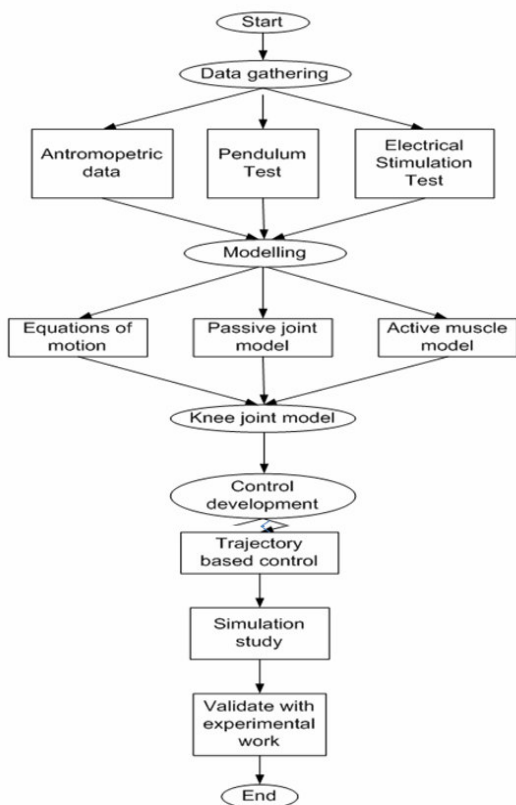 Start
Data gathering
Antromopetric
data
Pendulum
Test
Electrical
Stimulation
Test
Modelling
Equations of
motion
Passive joint
model
Active muscle
model
Knee joint model
Control
development
Trajectory
based control
Simulation
study
Validate with
experimental
work
End